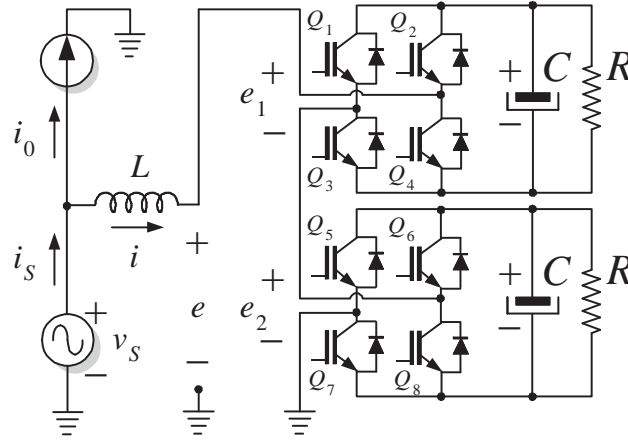 Q1
Q2
+
e1
−
+
C
−
R
i0
Q3
Q4
L
i
iS
+
e
−
Q5
Q6
+
e2
−
+
C
−
R
+
vS
−
Q7
Q8